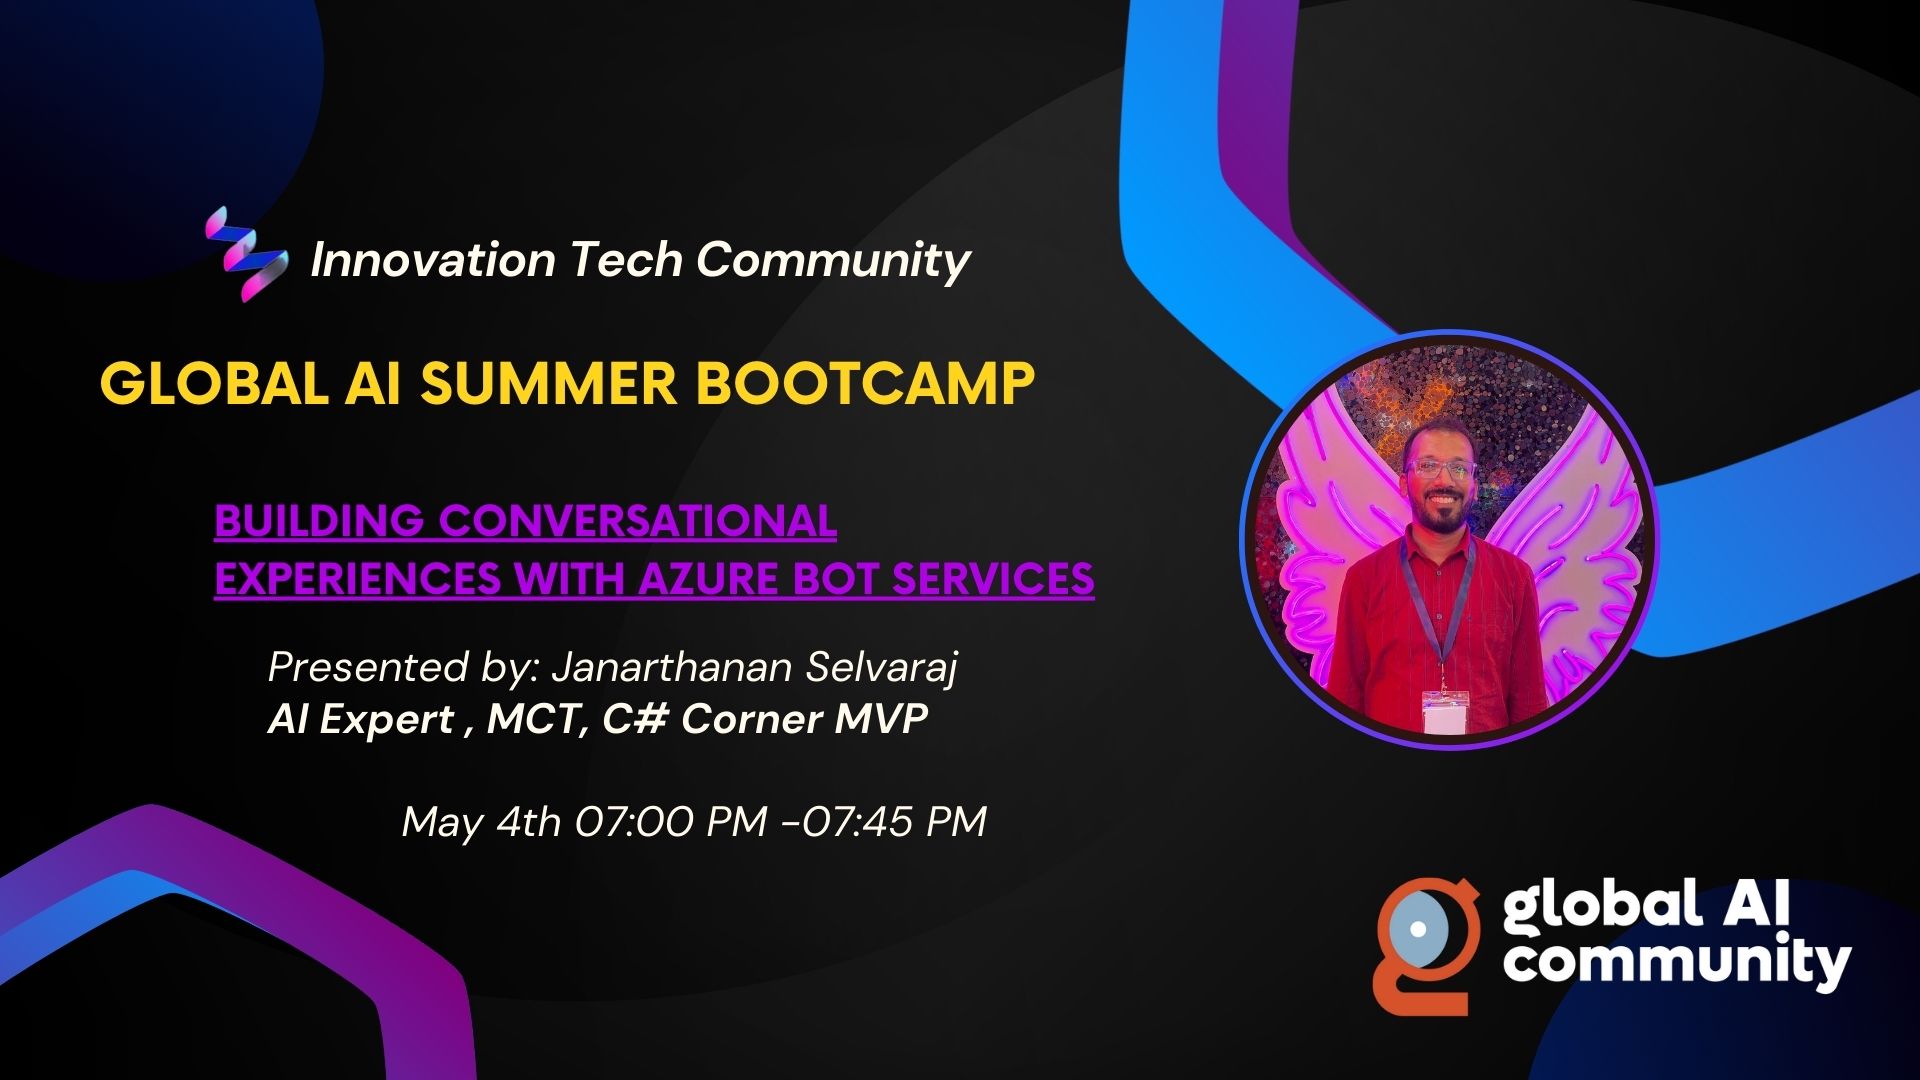 Innovation Tech Community
GLOBAL AI SUMMER BOOTCAMP
BUILDING CONVERSATIONAL
EXPERIENCES WITH AZURE BOT SERVICES
Presented by: Janarthanan Selvaraj
AI Expert , MCT, C# Corner MVP
May 4th 07:00 PM -07:45 PM
global AI
community